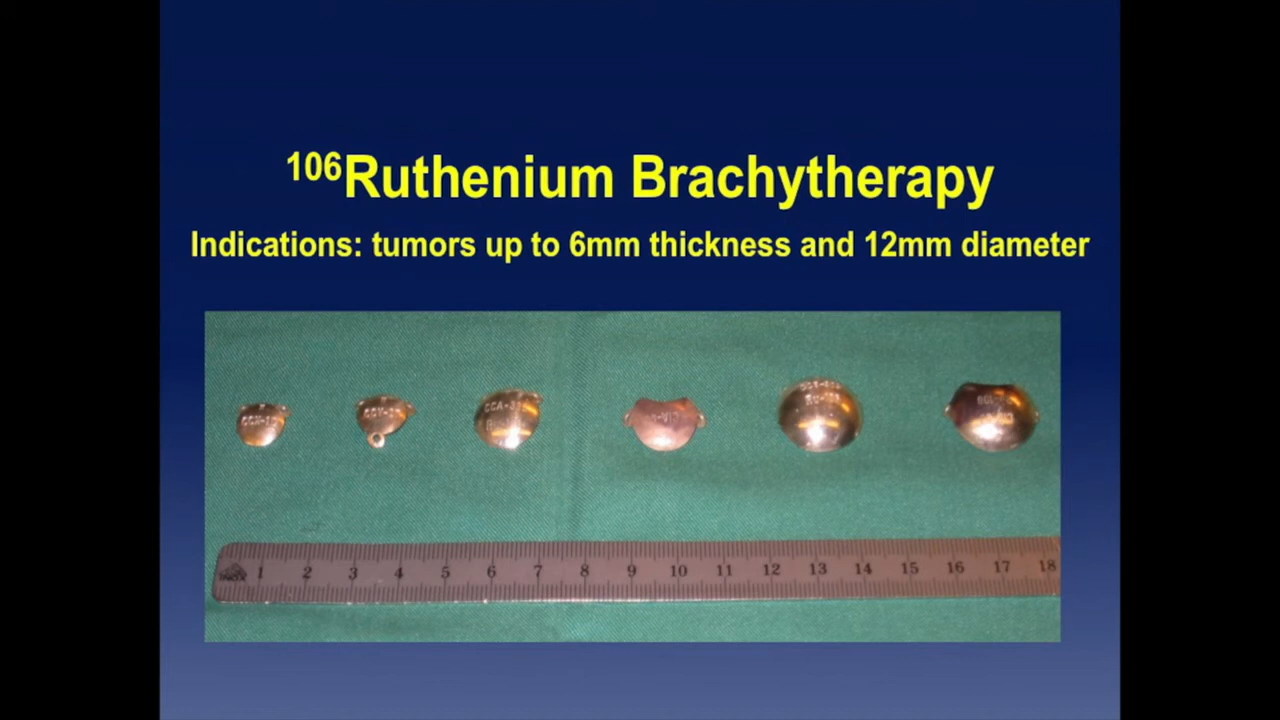 ¹⁰⁶Ruthenium Brachytherapy
Indications: tumors up to 6mm thickness and 12mm diameter
1 2 3 4 5 6 7 8 9 10 11 12 13 14 15 16 17 18